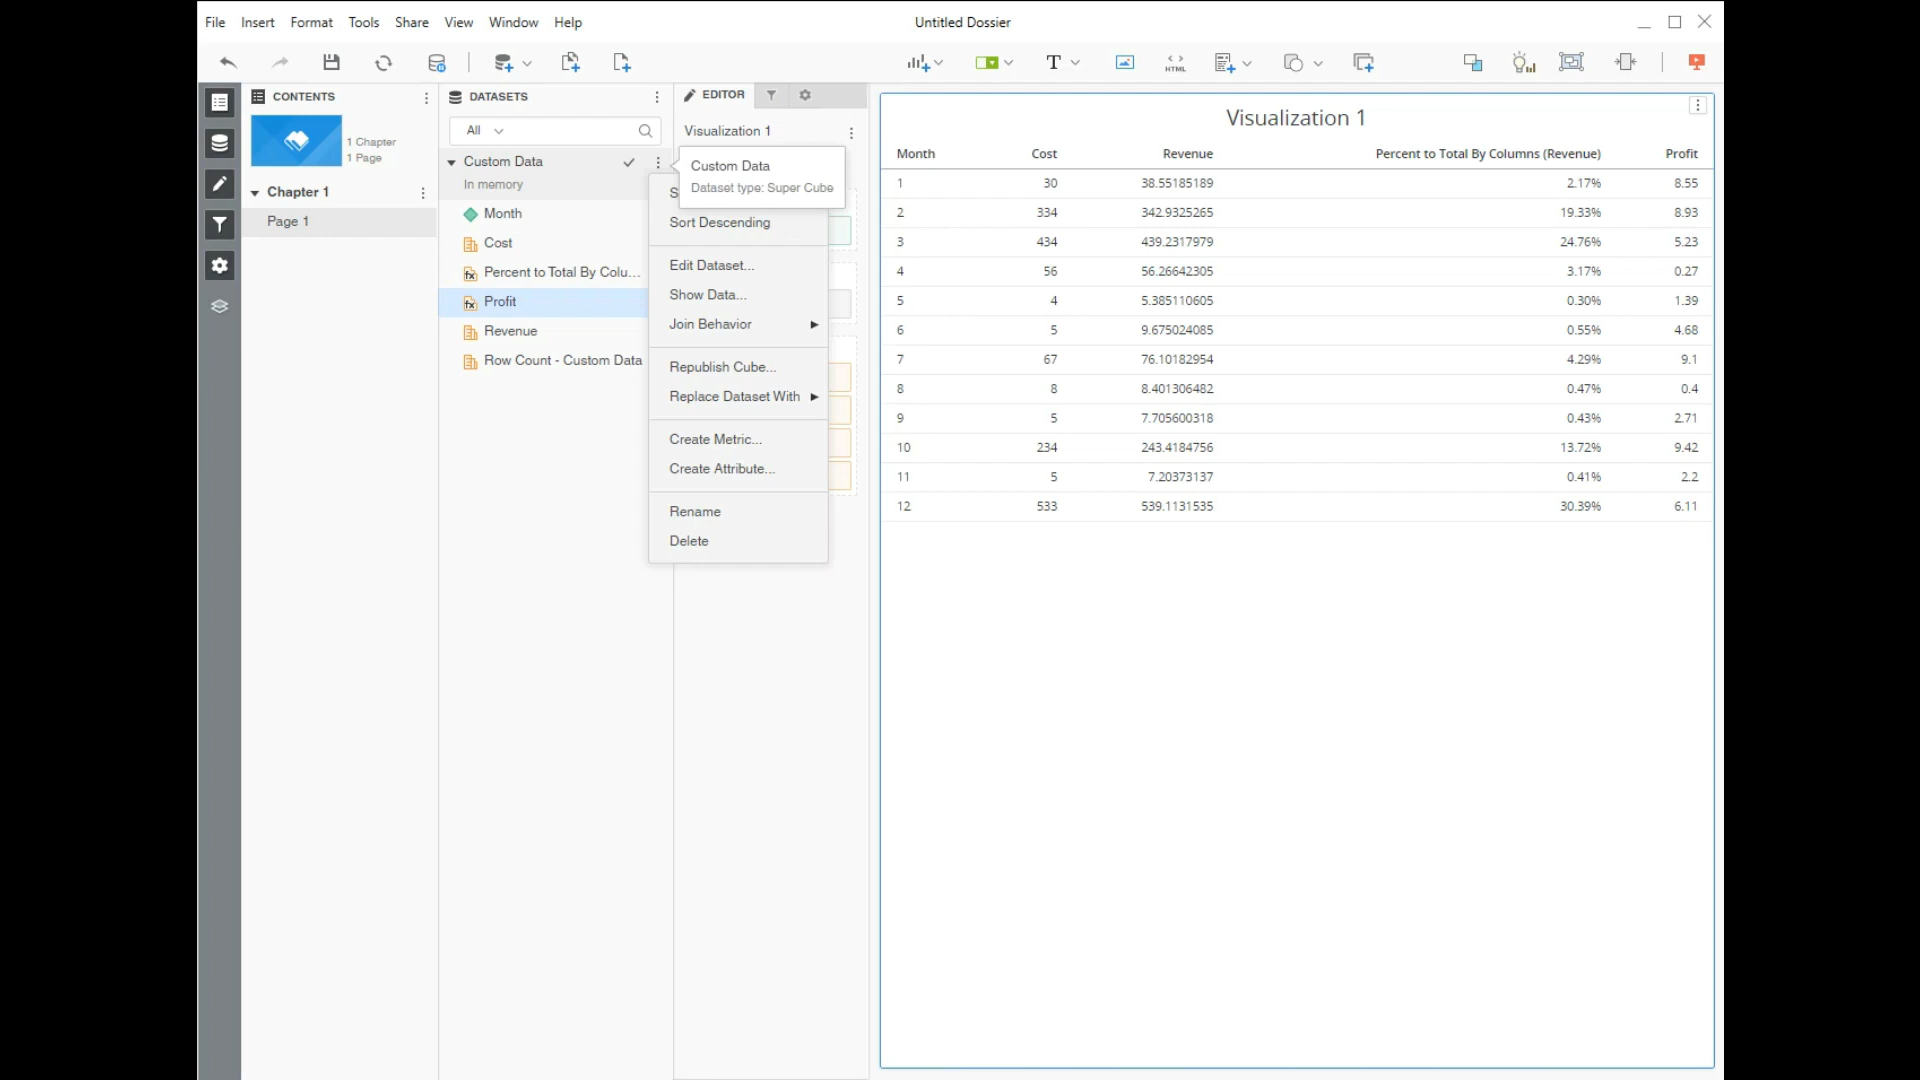 File Insert Format Tools Share View Window Help
Untitled Dossier
T
HTML
CONTENTS
1 Chapter
1 Page
Chapter 1
Page 1
DATASETS
All
Custom Data
In memory
Month
Cost
Percent to Total By Colu...
Profit
Revenue
Row Count - Custom Data
EDITOR
Visualization 1
Custom Data
Dataset type: Super Cube
S
Sort Descending
Edit Dataset...
Show Data...
Join Behavior
Republish Cube...
Replace Dataset With
Create Metric...
Create Attribute...
Rename
Delete
Visualization 1
Month Cost Revenue Percent to Total By Columns (Revenue) Profit
1 30 38.55185189 2.17% 8.55
2 334 342.9325265 19.33% 8.93
3 434 439.2317979 24.76% 5.23
4 56 56.26642305 3.17% 0.27
5 4 5.385110605 0.30% 1.39
6 5 9.675024085 0.55% 4.68
7 67 76.10182954 4.29% 9.1
8 8 8.401306482 0.47% 0.4
9 5 7.705600318 0.43% 2.71
10 234 243.4184756 13.72% 9.42
11 5 7.20373137 0.41% 2.2
12 533 539.1131535 30.39% 6.11